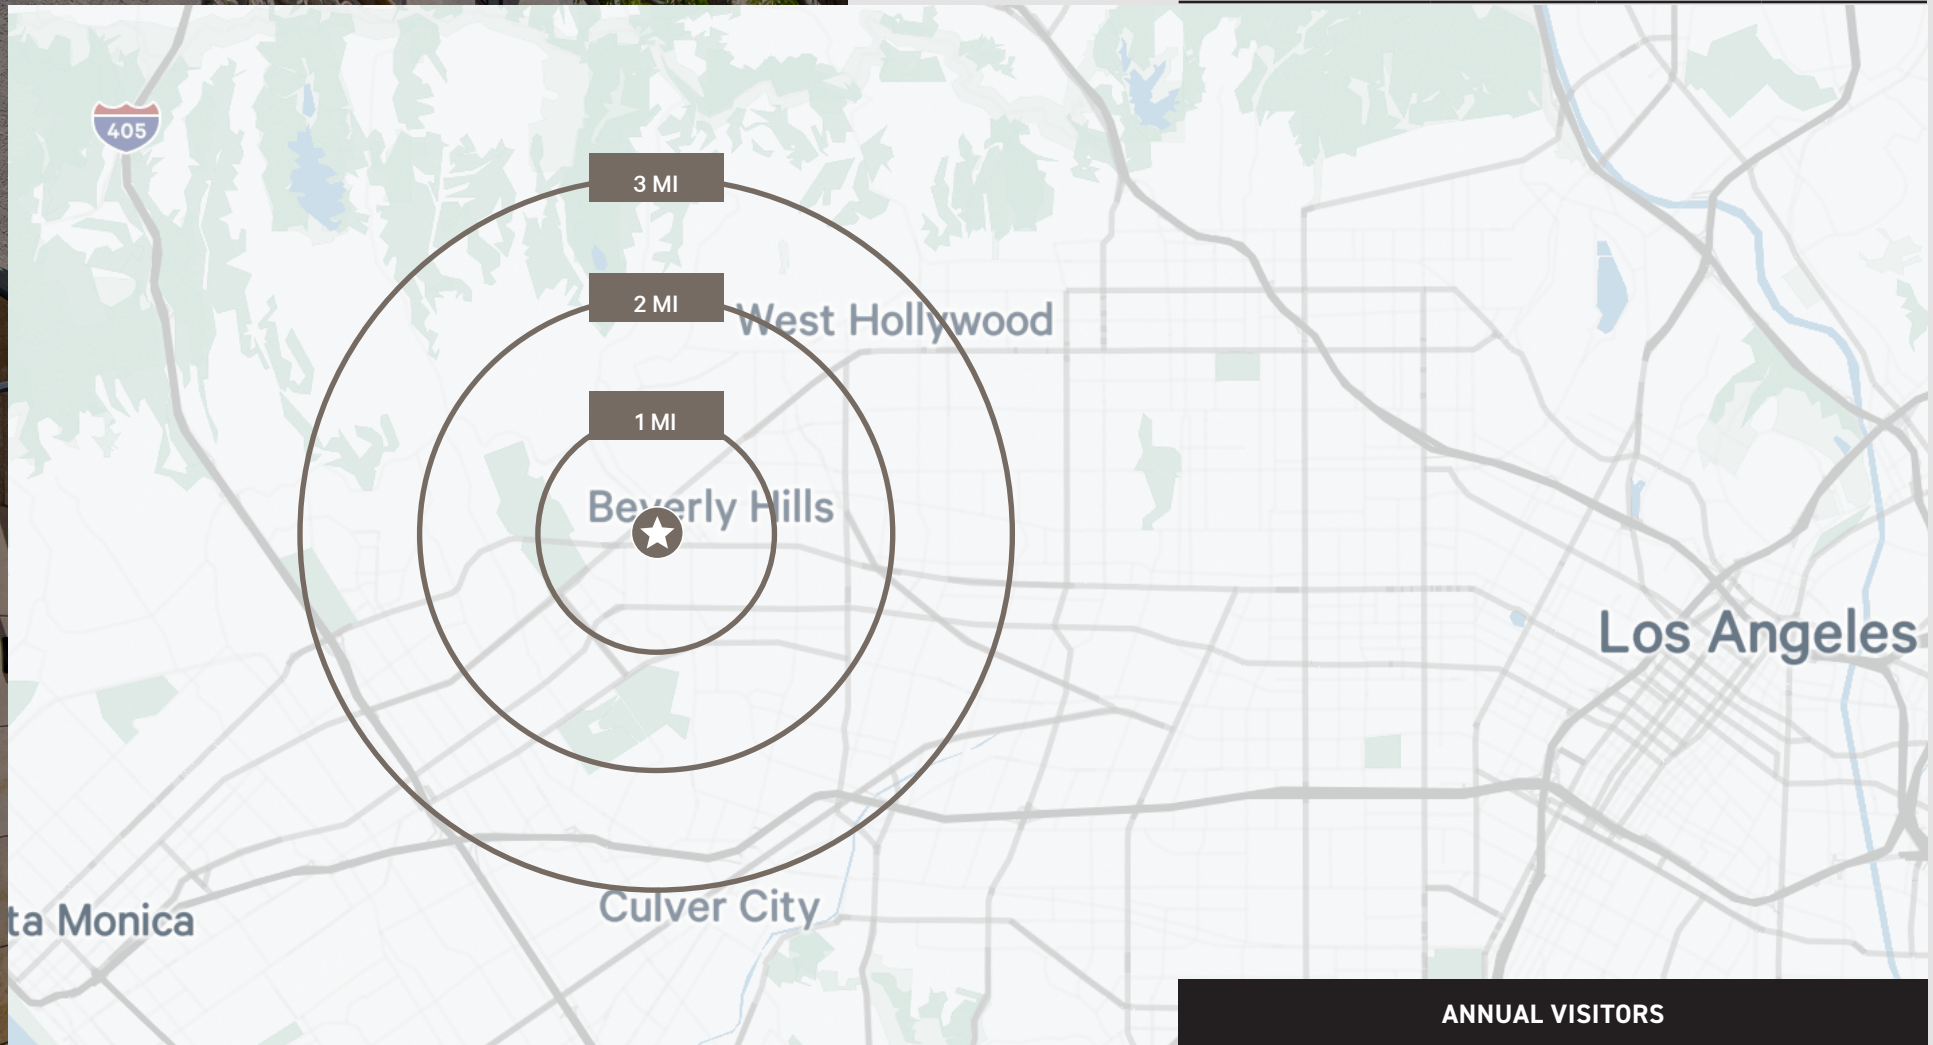 405
3 MI
2 MI
West Hollywood
1 MI
Beverly Hills
Los Angeles
Culver City
ta Monica
ANNUAL VISITORS